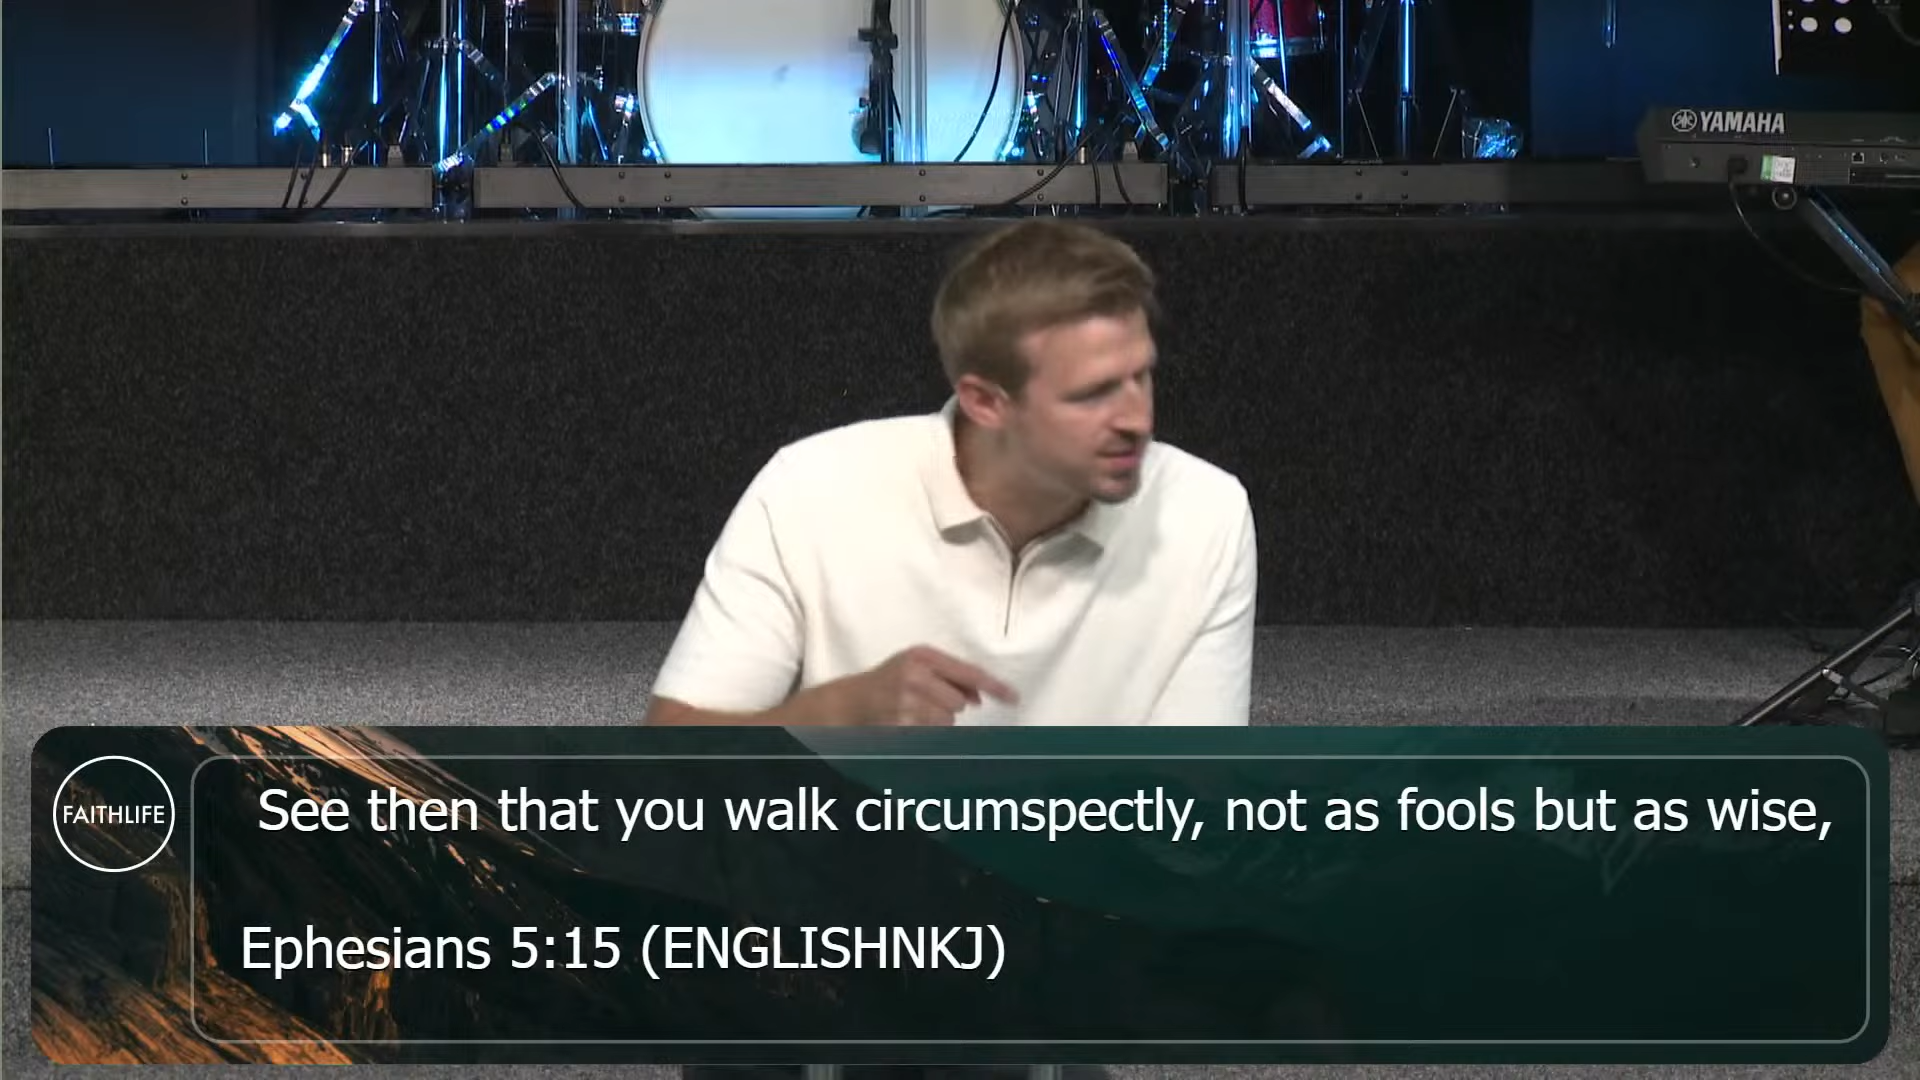 YAMAHA
FAITHLIFE
See then that you walk circumspectly, not as fools but as wise,
Ephesians 5:15 (ENGLISHNKJ)